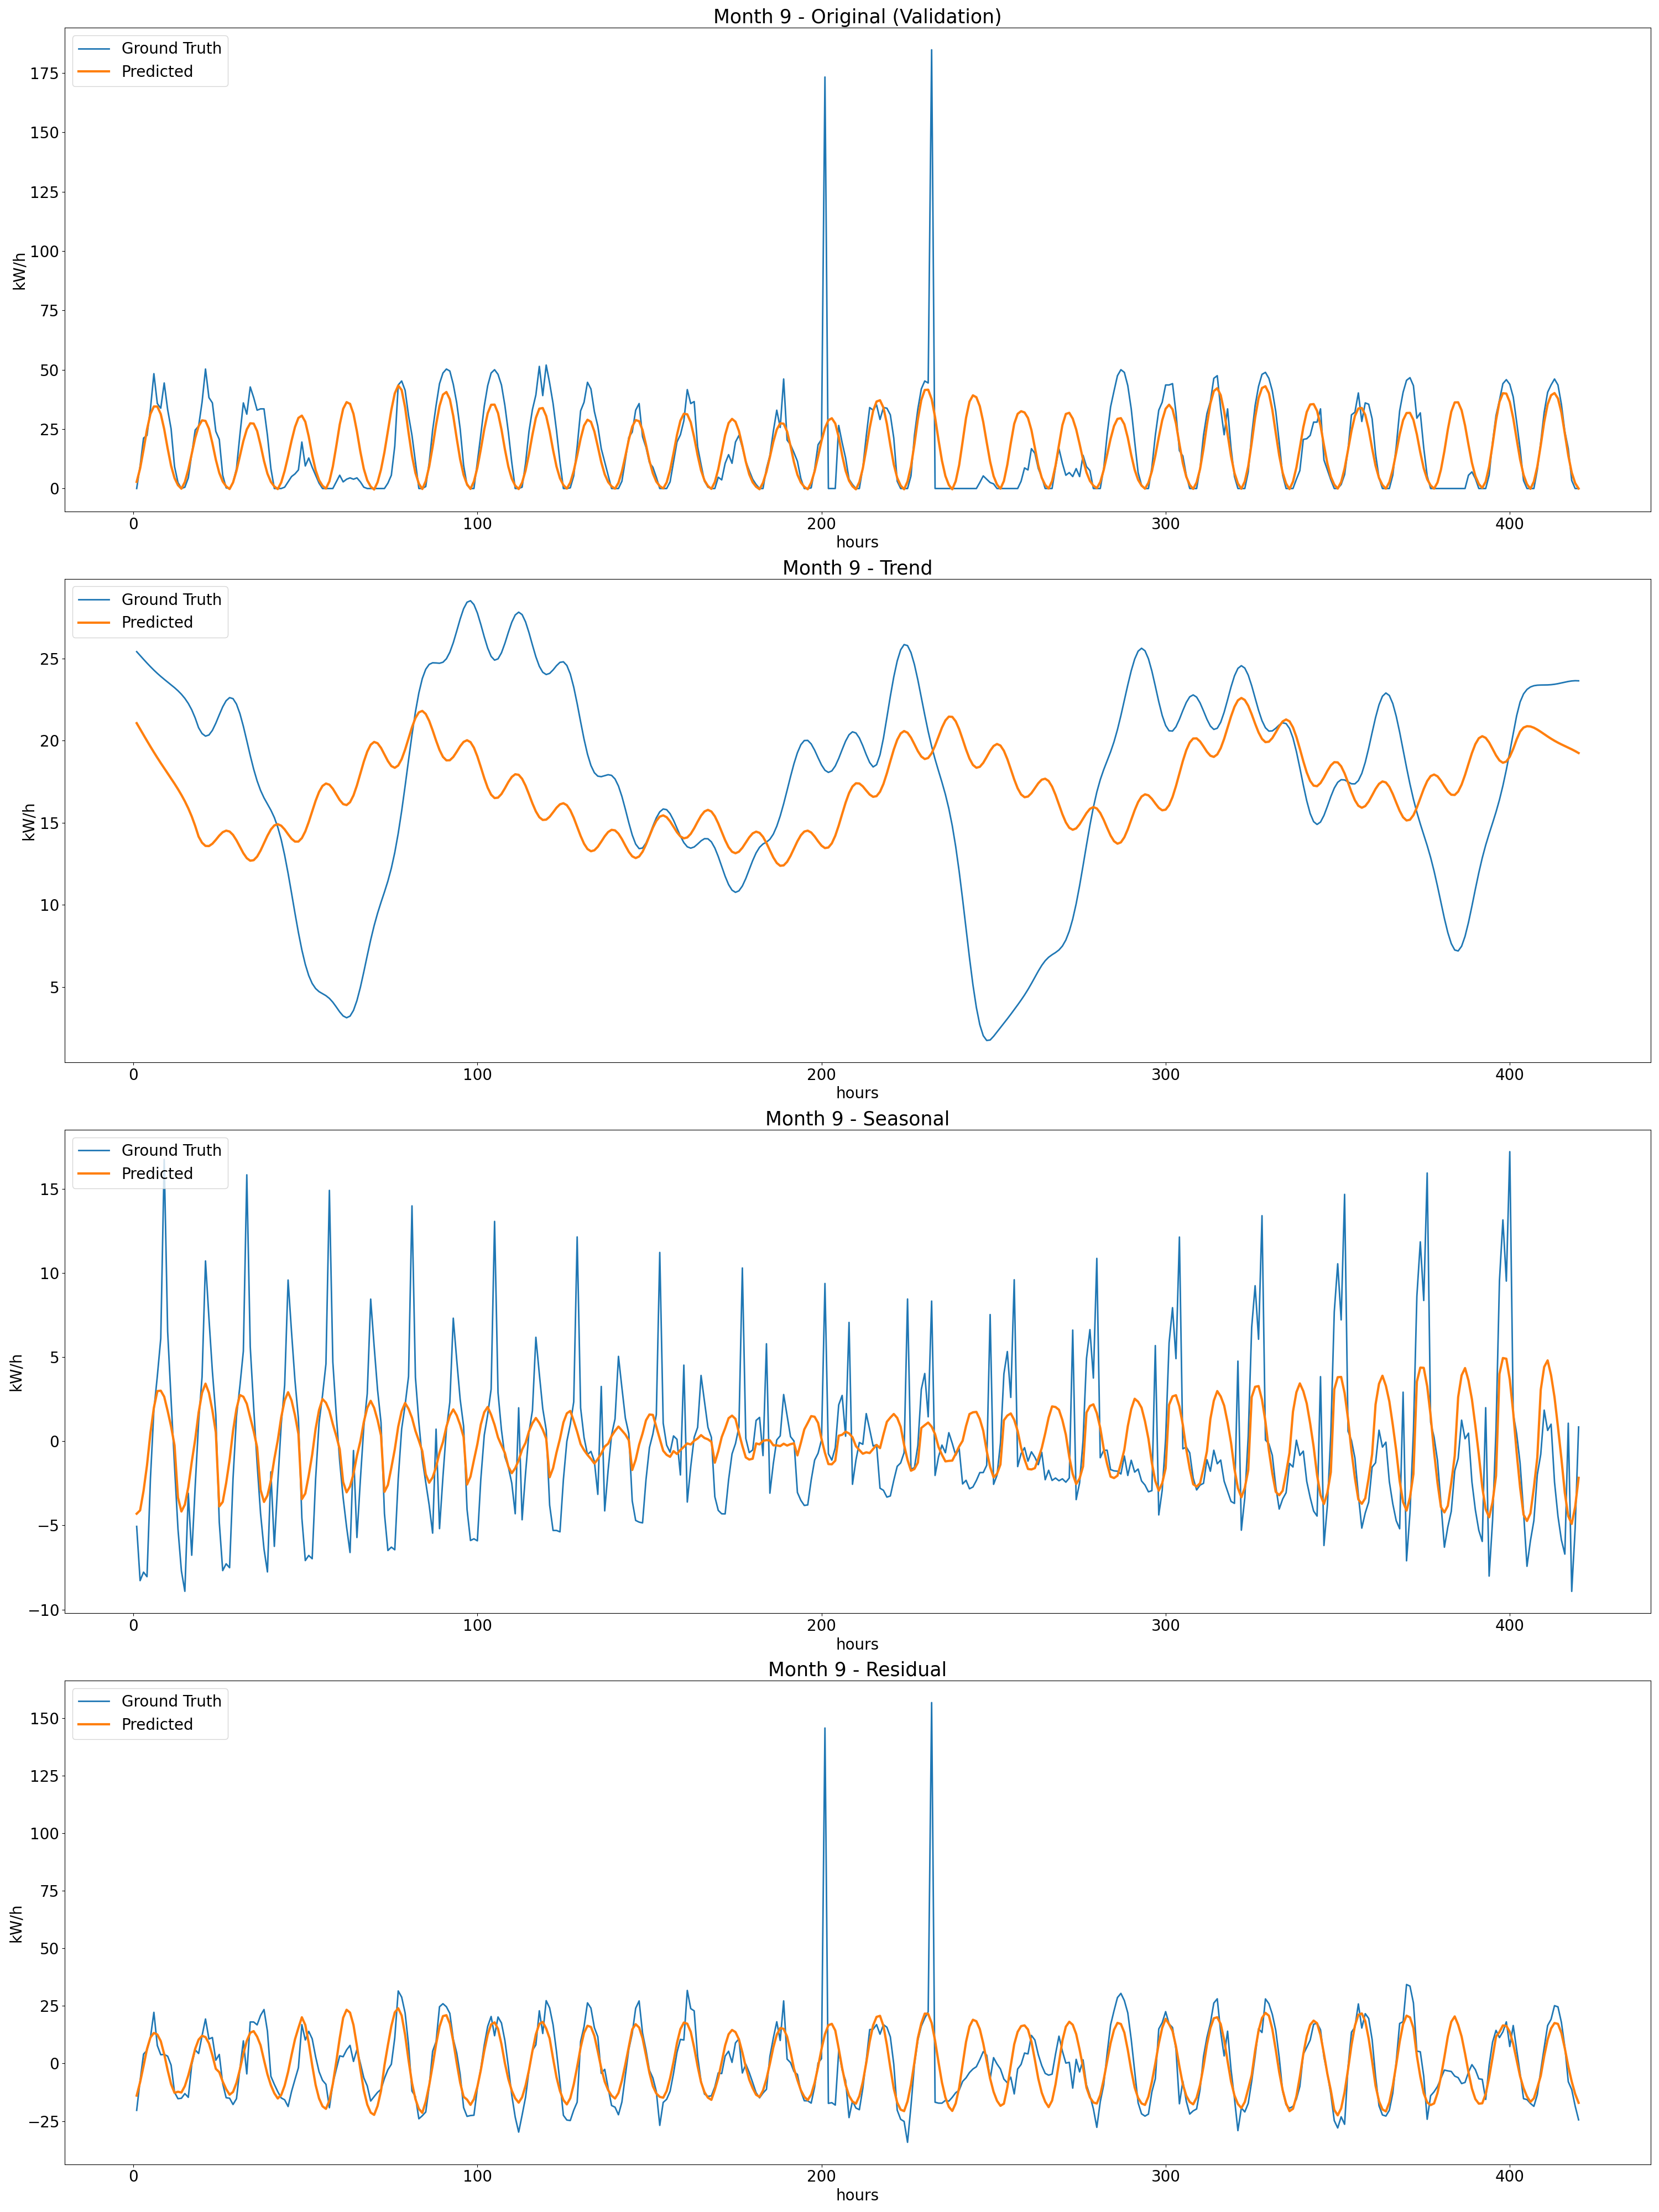 Month 9 - Original (Validation)
Ground Truth
Predicted
175
150
125
100
75
50
25
0
kW/h
0 100 200 300 400
hours
Month 9 - Trend
Ground Truth
Predicted
25
20
15
10
5
kW/h
0 100 200 300 400
hours
Month 9 - Seasonal
Ground Truth
Predicted
15
10
5
0
−5
−10
kW/h
0 100 200 300 400
hours
Month 9 - Residual
Ground Truth
Predicted
150
125
100
75
50
25
0
−25
kW/h
0 100 200 300 400
hours